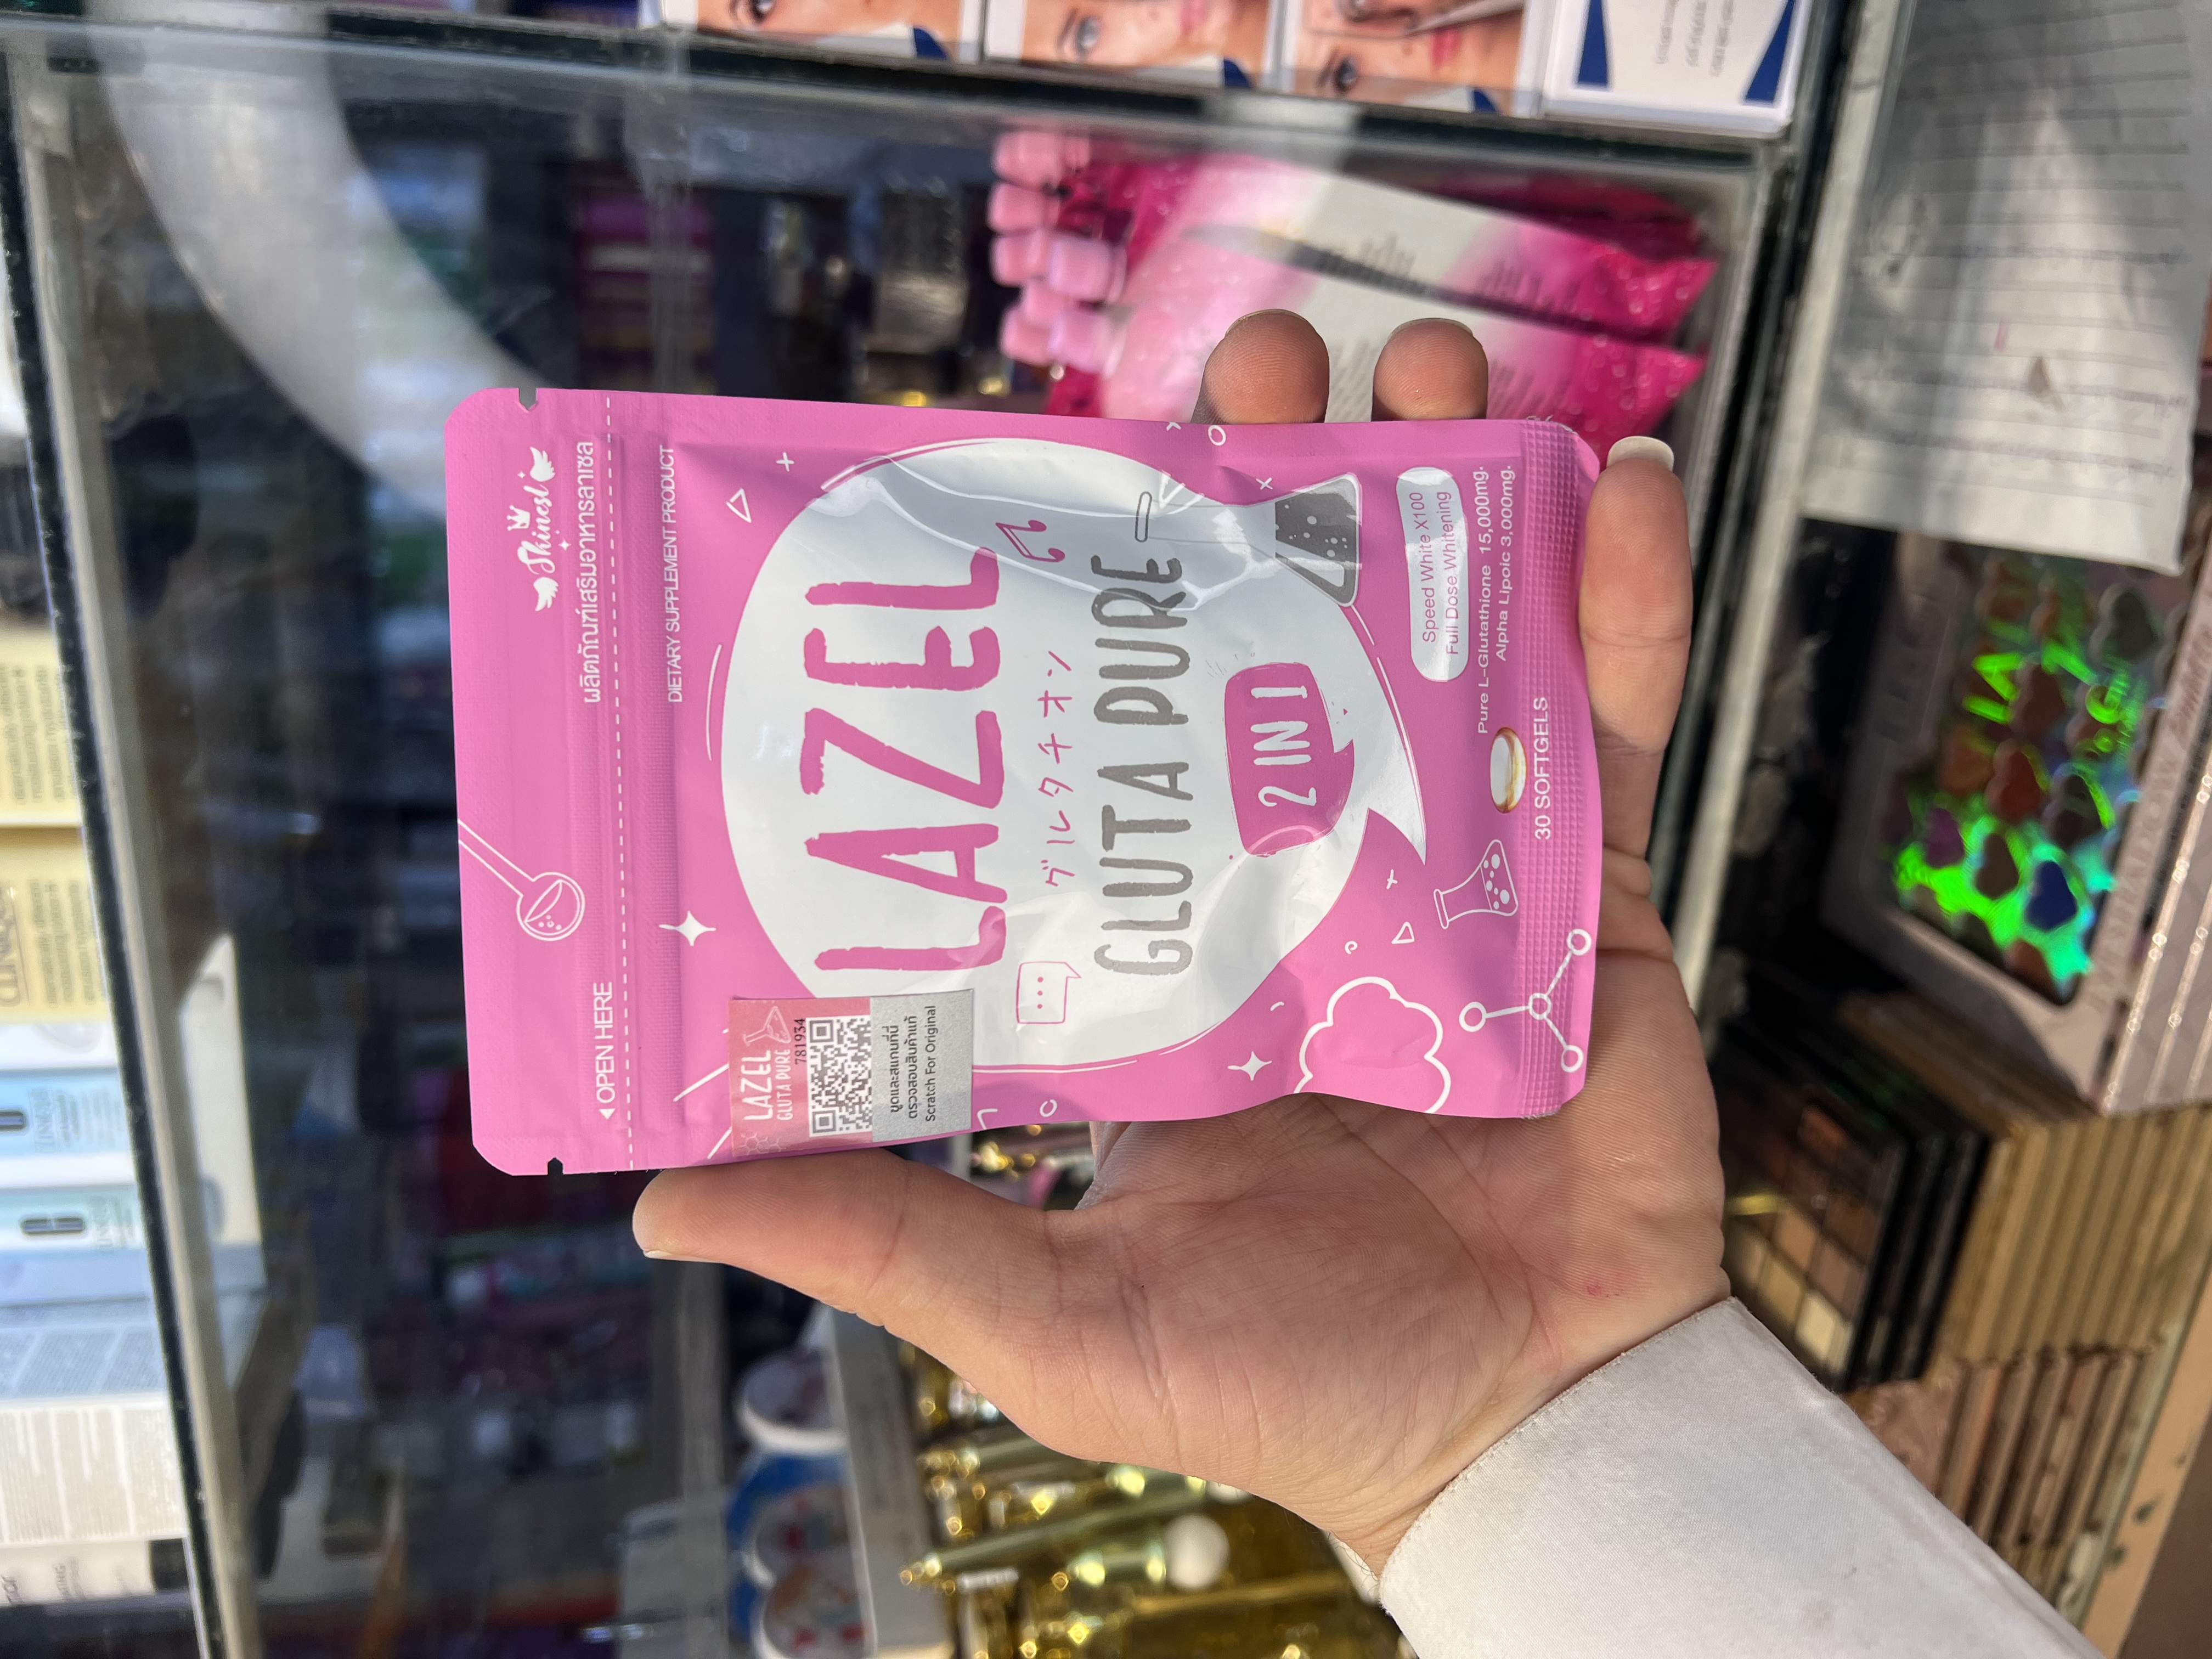 Skinest
ผลิตภัณฑ์เสริมอาหารลาเซล
◀OPEN HERE
DIETARY SUPPLEMENT PRODUCT
LAZEL
GLUTA PURE
781934
ขูดและสแกนที่นี่
ตรวจสอบสินค้าแท้
Scratch For Original
LAZEL
グルタチオン
GLUTA PURE
2 IN 1
Speed White X100
Full Dose Whitening
Pure L-Glutathione 15,000mg.
Alpha Lipoic 3,000mg.
30 SOFTGELS
CLINIQUE